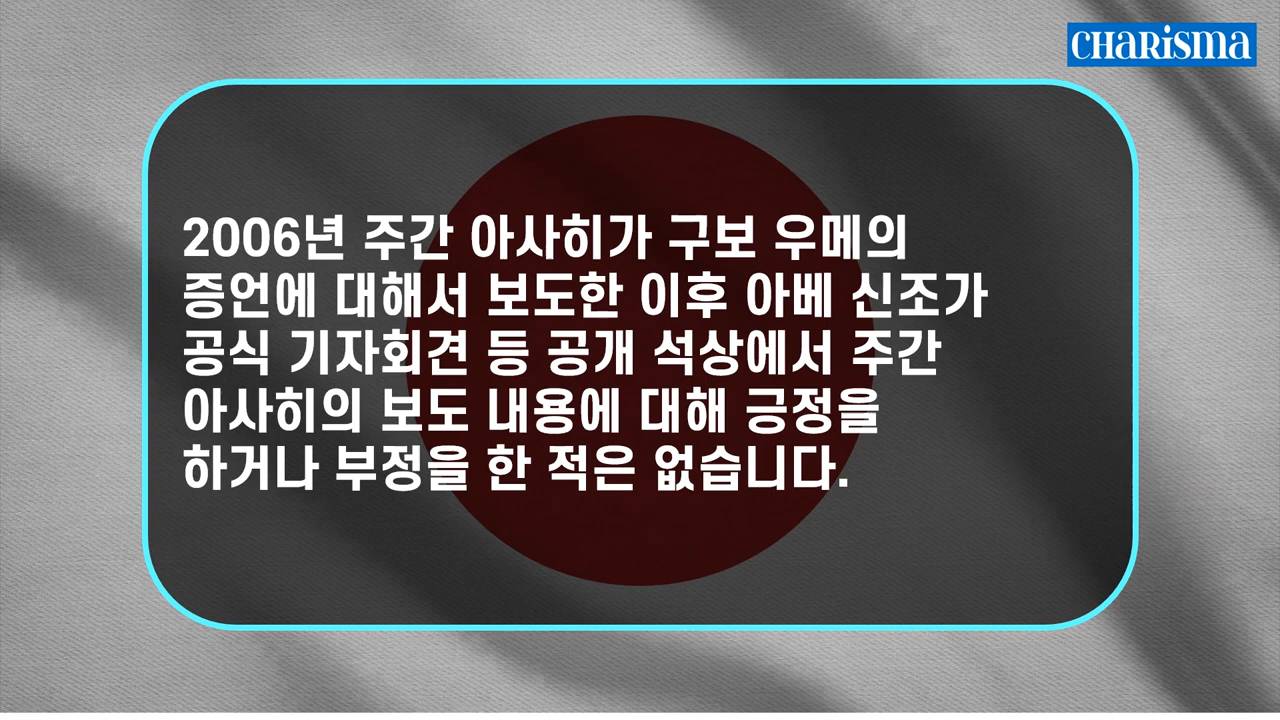 CHARISMA
2006년 주간 아사히가 구보 우메의
증언에 대해서 보도한 이후 아베 신조가
공식 기자회견 등 공개 석상에서 주간
아사히의 보도 내용에 대해 긍정을
하거나 부정을 한 적은 없습니다.